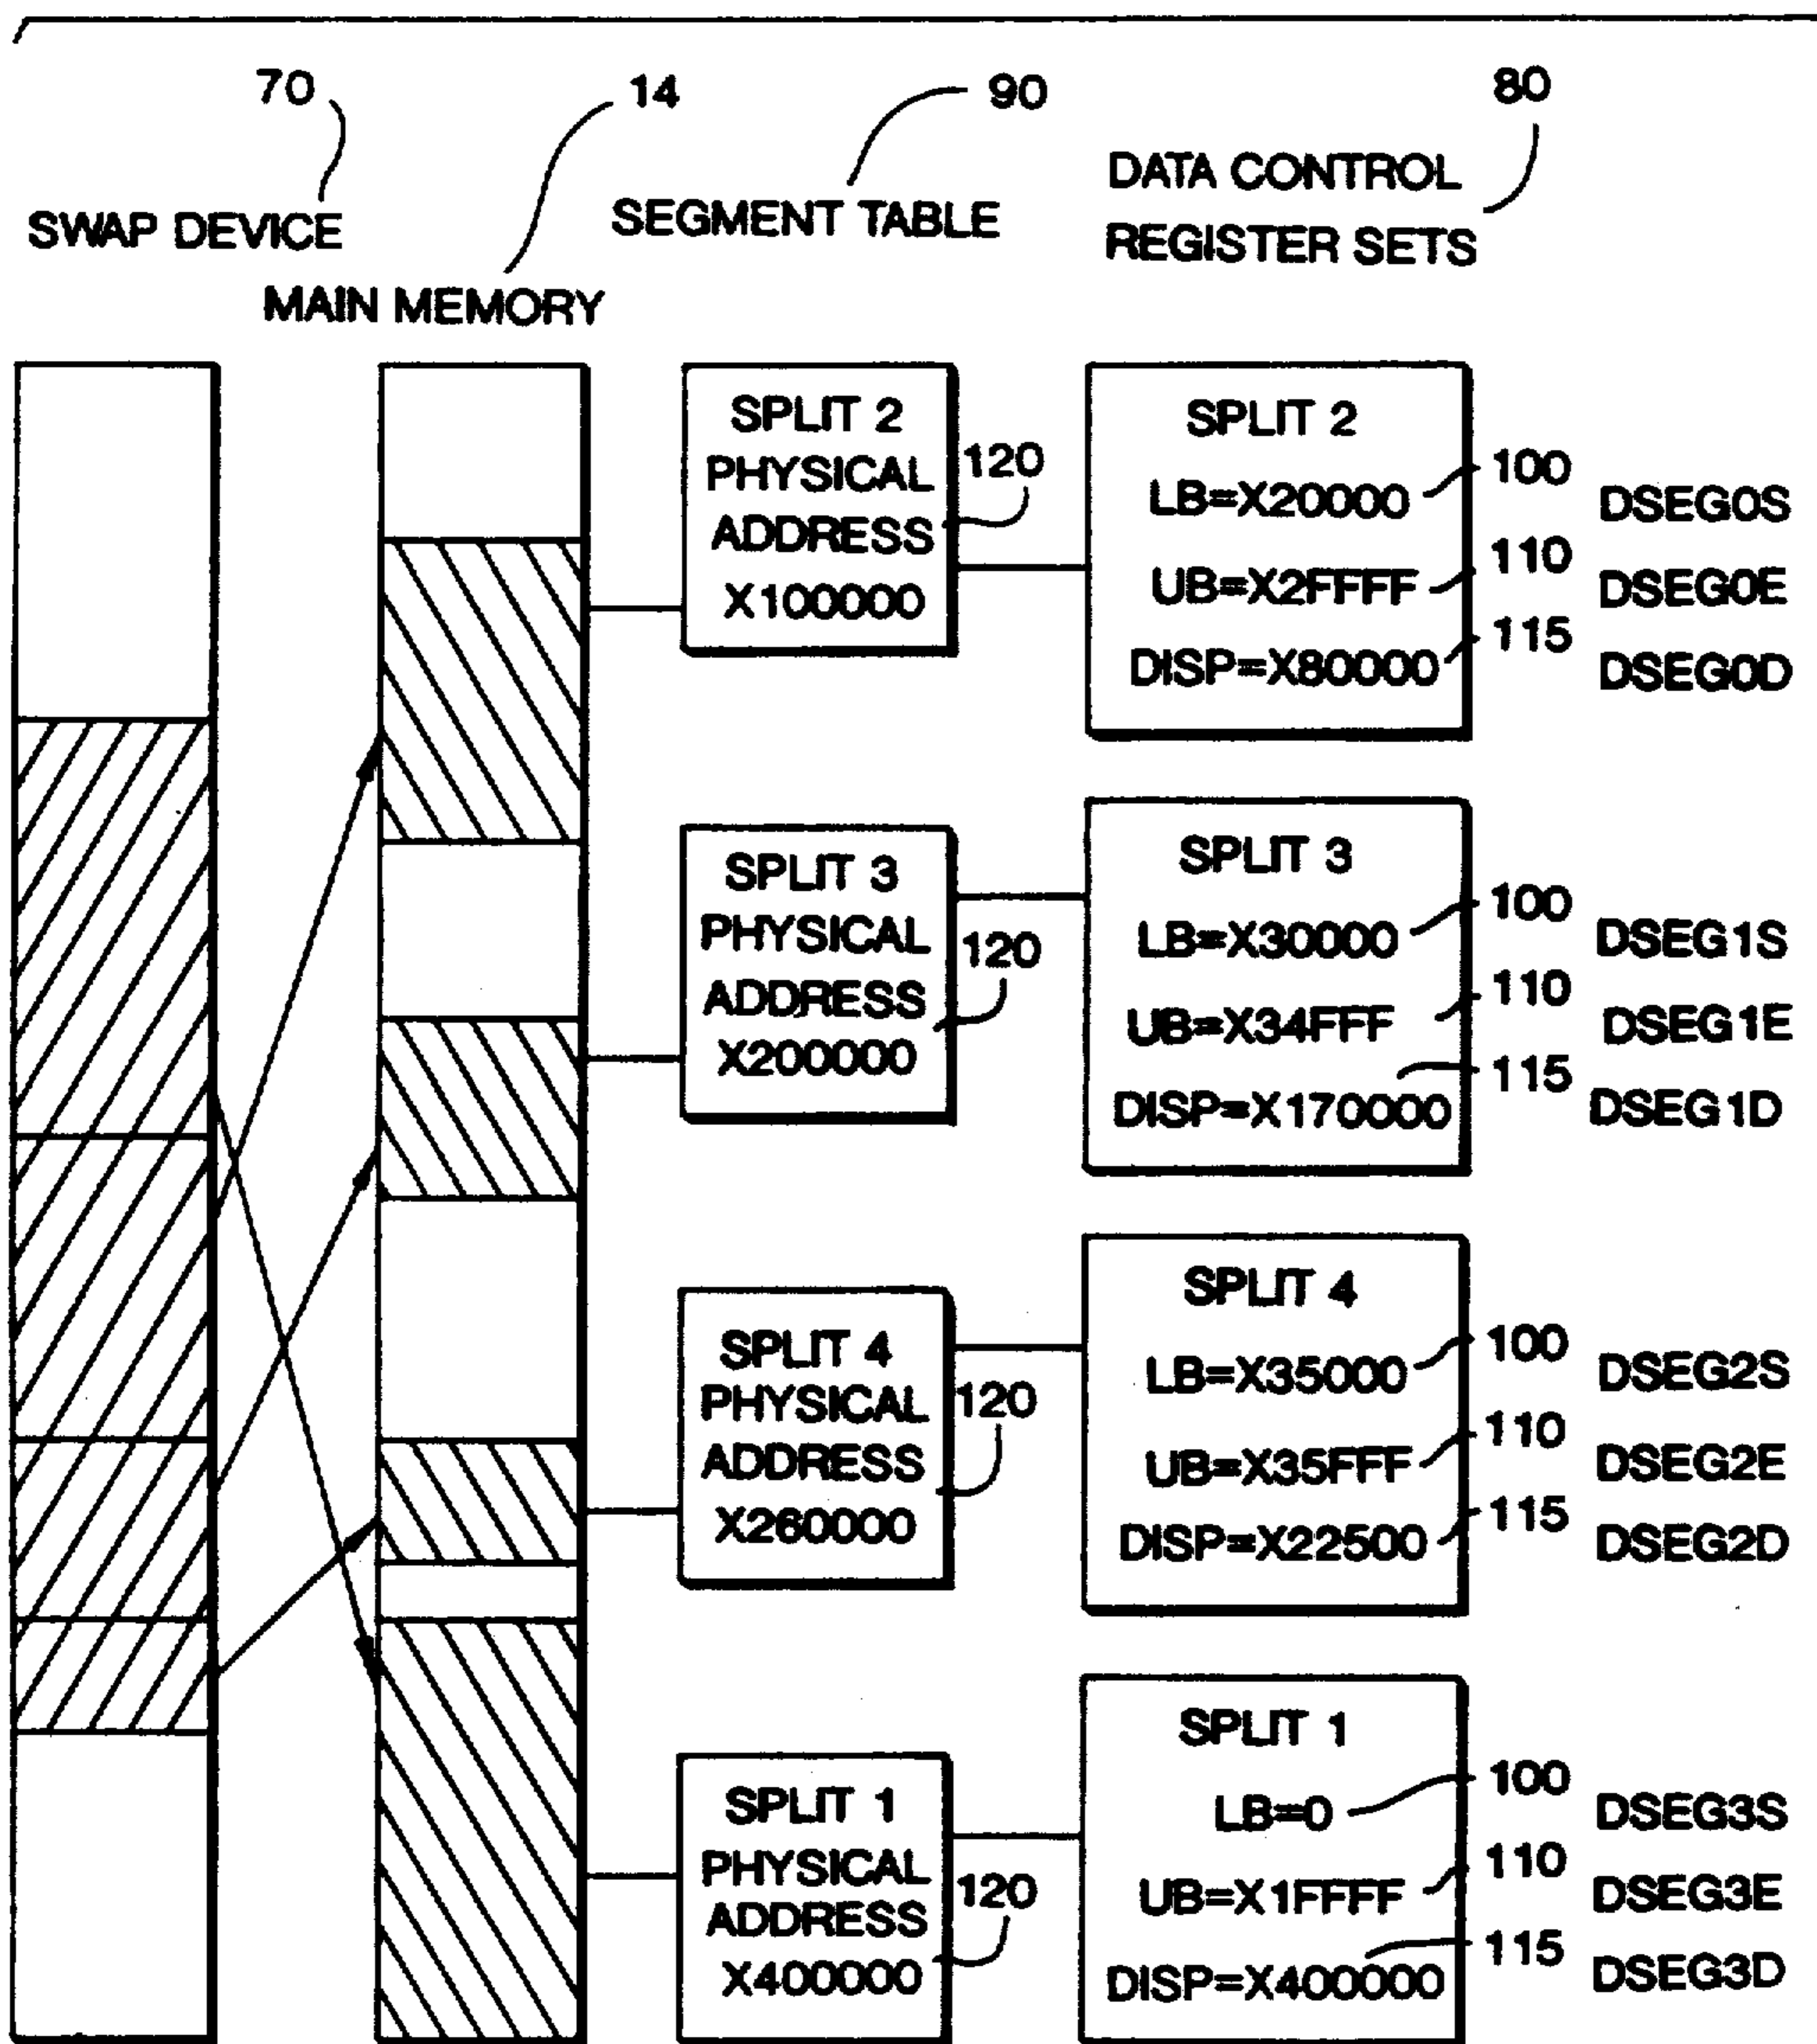 70
14
90
80
SWAP DEVICE
MAIN MEMORY
SEGMENT TABLE
DATA CONTROL
REGISTER SETS
SPLIT 2
PHYSICAL
ADDRESS
X100000
120
SPLIT 2
LB=X20000
UB=X2FFFF
DISP=X80000
100
110
115
DSEG0S
DSEG0E
DSEG0D
SPLIT 3
PHYSICAL
ADDRESS
X200000
120
SPLIT 3
LB=X30000
UB=X34FFF
DISP=X170000
100
110
115
DSEG1S
DSEG1E
DSEG1D
SPLIT 4
PHYSICAL
ADDRESS
X260000
120
SPLIT 4
LB=X35000
UB=X35FFF
DISP=X22500
100
110
115
DSEG2S
DSEG2E
DSEG2D
SPLIT 1
PHYSICAL
ADDRESS
X400000
120
SPLIT 1
LB=0
UB=X1FFFF
DISP=X400000
100
110
115
DSEG3S
DSEG3E
DSEG3D